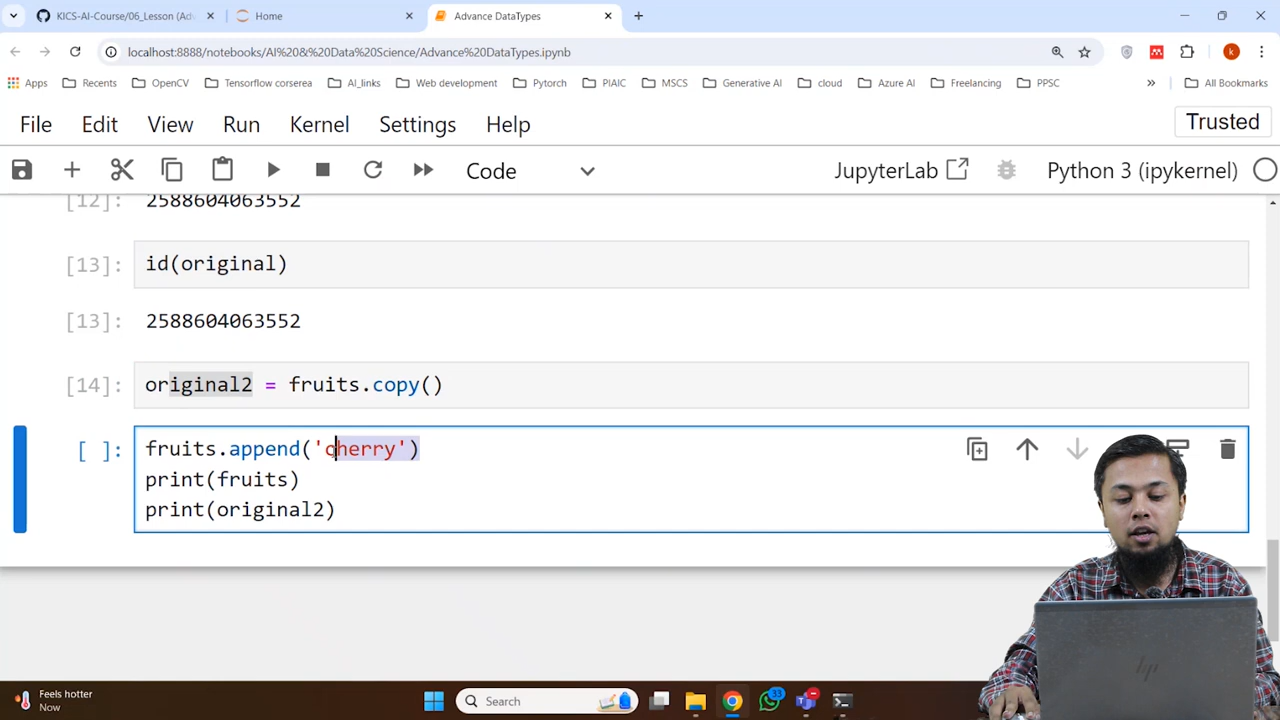 KICS-AI-Course/06_Lesson (Adv
Home
Advance DataTypes
localhost:8888/notebooks/AI%20&%20Data%20Science/Advance%20DataTypes.ipynb
Apps
Recents
OpenCV
Tensorflow corserea
AI_links
Web development
Pytorch
PIAIC
MSCS
Generative AI
cloud
Azure AI
Freelancing
PPSC
»
All Bookmarks
File
Edit
View
Run
Kernel
Settings
Help
Trusted
Code
JupyterLab
Python 3 (ipykernel)
[12]: 2588604063552
[13]: id(original)
[13]: 2588604063552
[14]: original2 = fruits.copy()
[ ]: fruits.append('cherry')
print(fruits)
print(original2)
Feels hotter
Now
Search
33